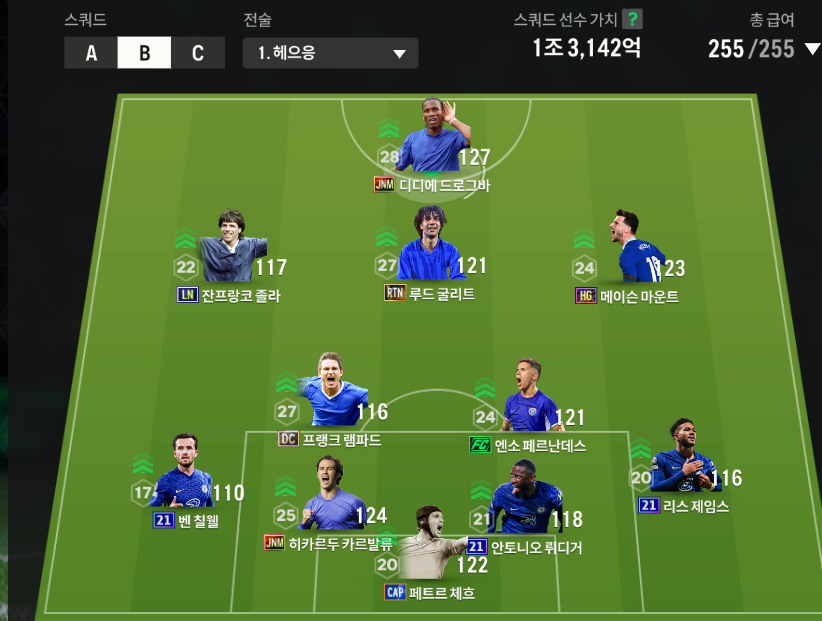 스쿼드
전술
스쿼드 선수 가치 ?
총 급여
A B C
1. 헤으응
1조 3,142억
255 /255
28 127
JNM 디디에 드로그바
22 117
LN 잔프랑코 졸라
27 121
RTN 루드 굴리트
24 123
HG 메이슨 마운트
27 116
DC 프랭크 램파드
24 121
FC 엔소 페르난데스
17 110
21 벤 칠웰
25 124
JNM 히카르두 카르발류
21 118
21 안토니오 뤼디거
20 116
21 리스 제임스
20 122
CAP 페트르 체흐